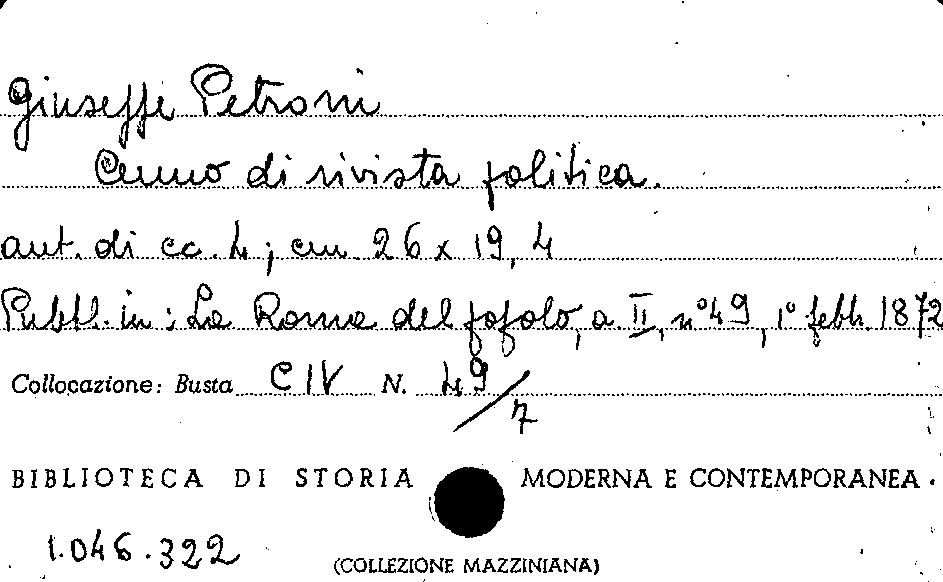 Giuseppe Petroni
Cenno di rivista politica.
aut. di cc. 4; cm. 26 x 19,4
Pubbl. in: La Roma del popolo, a. II, n° 49, 1° febb. 1872
Collocazione: Busta CIV N. 49/7
BIBLIOTECA DI STORIA MODERNA E CONTEMPORANEA
1.046.322
(COLLEZIONE MAZZINIANA)